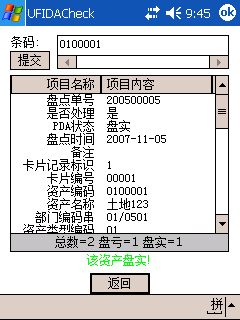 UFIDACheck 9:45 ok
条码: 0100001
提交
项目名称 项目内容
盘点单号 200500005
是否处理 是
PDA状态 盘实
盘点时间 2007-11-05
备注
卡片记录标识 1
卡片编号 00001
资产编码 0100001
资产名称 土地123
部门编码串 01/0501
资产类型编码 01
总数=2 盘亏=1 盘实=1
该资产盘实!
返回
拼